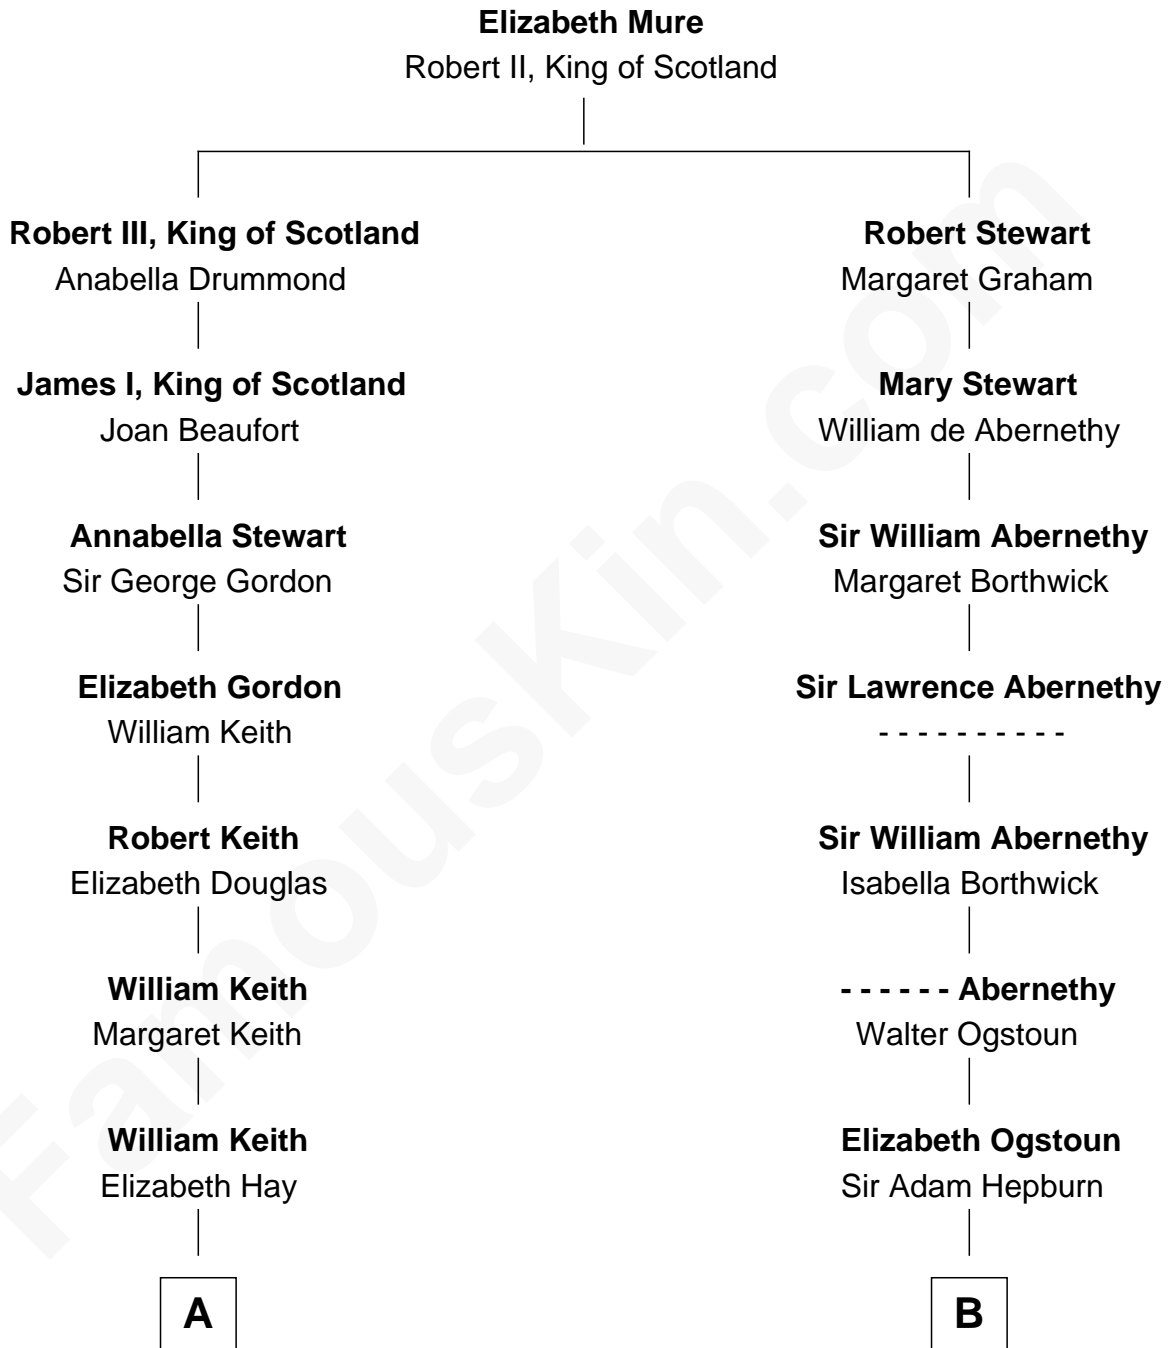 Elizabeth Mure
Robert II, King of Scotland
Robert III, King of Scotland
Anabella Drummond
James I, King of Scotland
Joan Beaufort
Annabella Stewart
Sir George Gordon
Elizabeth Gordon
William Keith
Robert Keith
Elizabeth Douglas
William Keith
Margaret Keith
William Keith
Elizabeth Hay
A
Robert Stewart
Margaret Graham
Mary Stewart
William de Abernethy
Sir William Abernethy
Margaret Borthwick
Sir Lawrence Abernethy
- - - - - - - - - -
Sir William Abernethy
Isabella Borthwick
- - - - - - Abernethy
Walter Ogstoun
Elizabeth Ogstoun
Sir Adam Hepburn
B
FamousKin.com